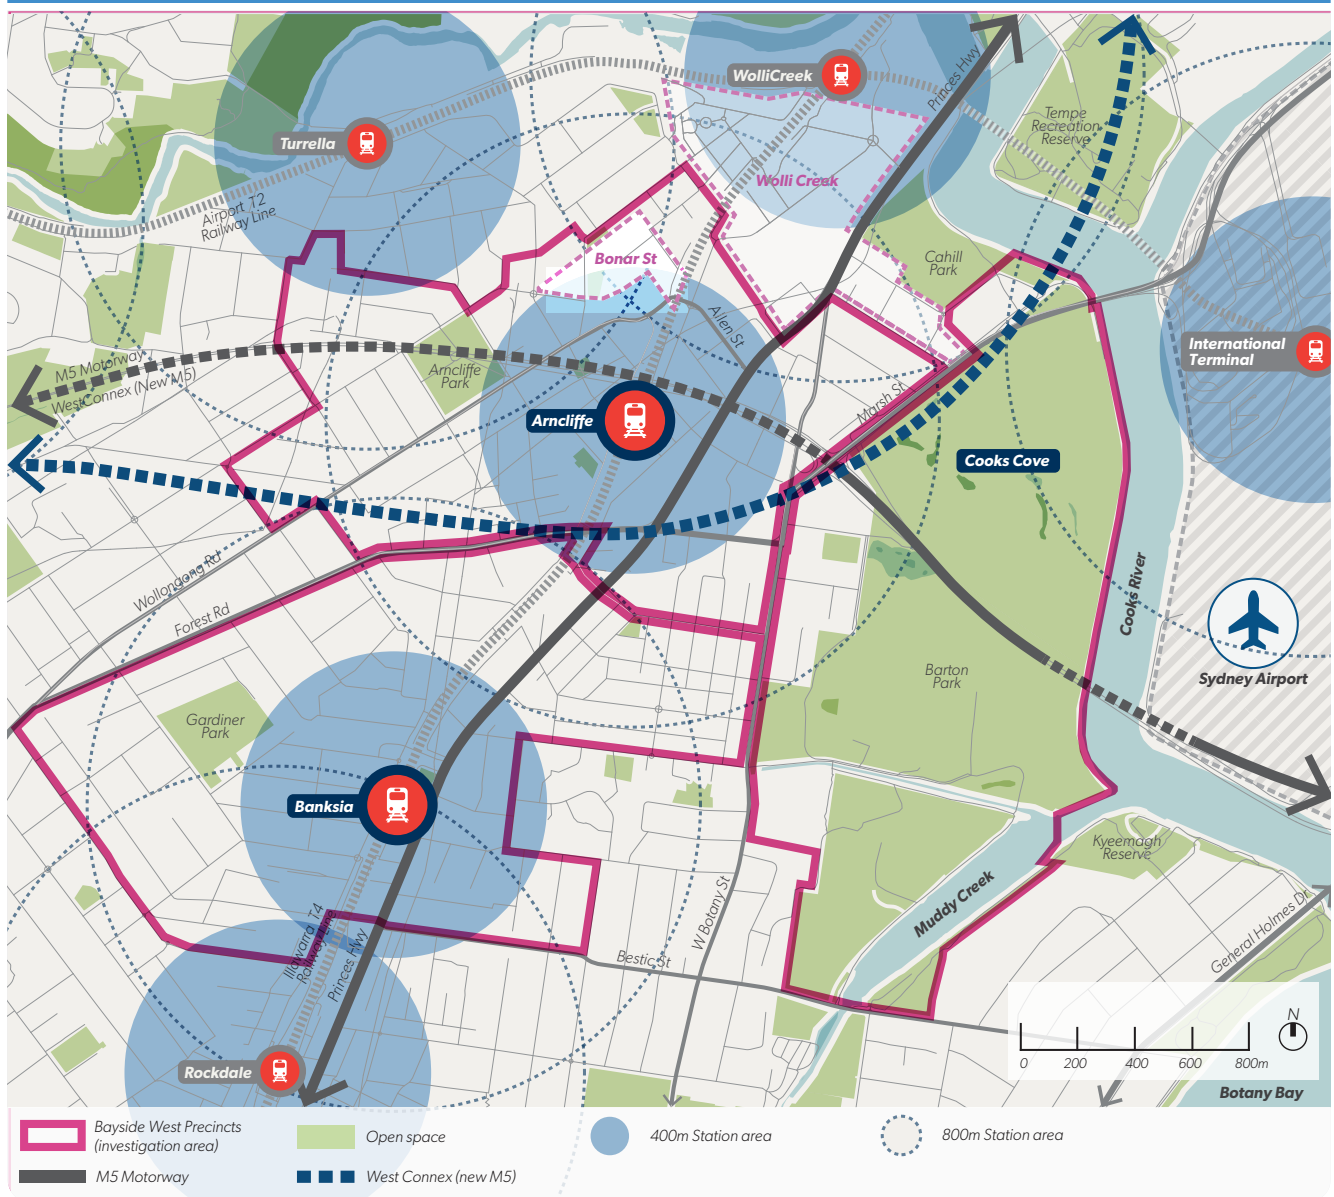 WolliCreek
Princes Hwy
Turrella
Tempe
Recreation
Reserve
Airport T2
Railway Line
Wolli Creek
Bonar St
Cahill
Park
Allen St
International
Terminal
M5 Motorway
WestConnex (New M5)
Arncliffe
Park
Marsh St
Arncliffe
Cooks Cove
Wollongong Rd
Forest Rd
Cooks River
Sydney Airport
Barton
Park
Gardiner
Park
Banksia
Kyeemagh
Reserve
Muddy Creek
W Botany St
Illawarra T4
Railway Line
Princes Hwy
Bestic St
General Holmes Dr
N
0 200 400 600 800m
Rockdale
Botany Bay
Bayside West Precincts
(investigation area)
Open space
400m Station area
800m Station area
M5 Motorway
West Connex (new M5)